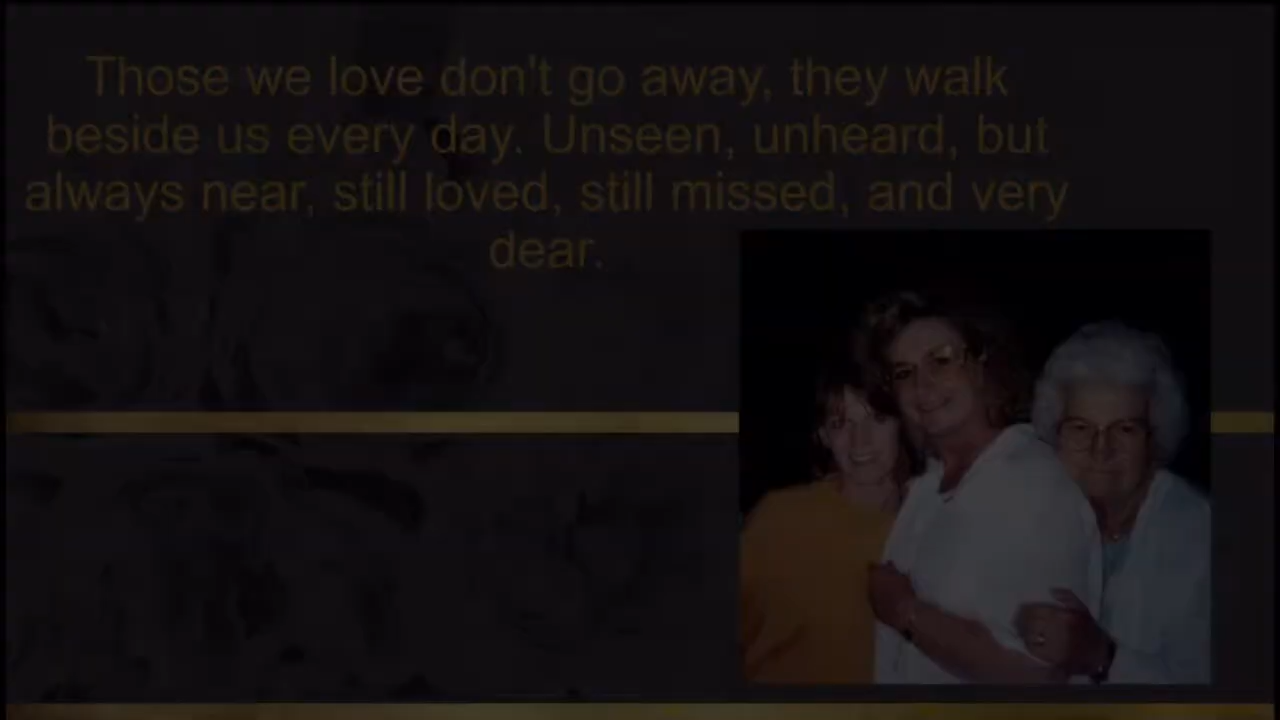 Those we love don't go away, they walk
beside us every day. Unseen, unheard, but
always near, still loved, still missed, and very
dear.